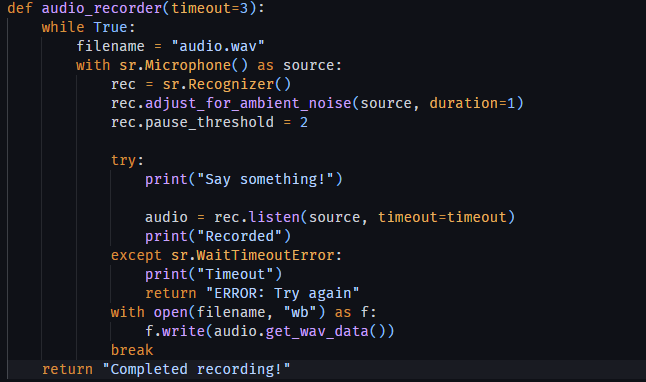 def audio_recorder(timeout=3):
    while True:
        filename = "audio.wav"
        with sr.Microphone() as source:
            rec = sr.Recognizer()
            rec.adjust_for_ambient_noise(source, duration=1)
            rec.pause_threshold = 2
            try:
                print("Say something!")
                audio = rec.listen(source, timeout=timeout)
                print("Recorded")
            except sr.WaitTimeoutError:
                print("Timeout")
                return "ERROR: Try again"
            with open(filename, "wb") as f:
                f.write(audio.get_wav_data())
            break
    return "Completed recording!"